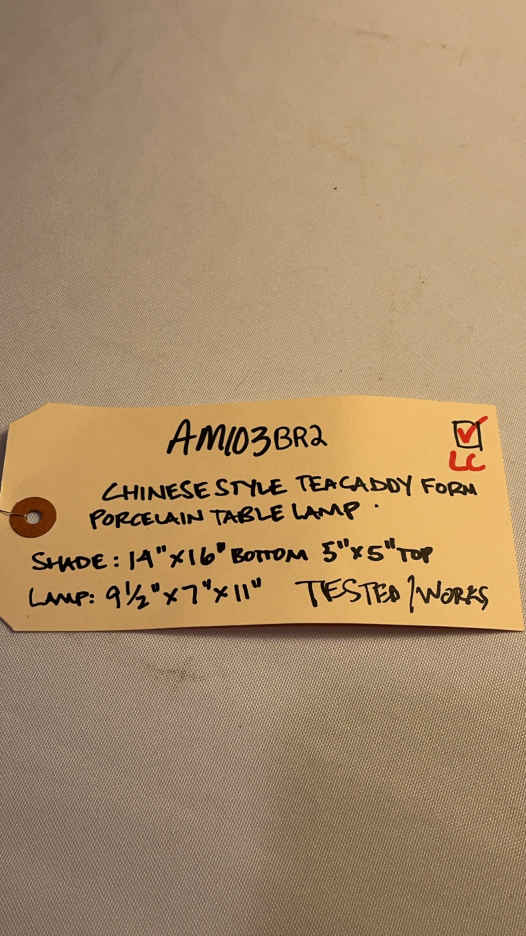 AM103BR2
LC
CHINESE STYLE TEACADDY FORM
PORCELAIN TABLE LAMP.
SHADE: 14"X16" BOTTOM 5"X5" TOP
LAMP: 9½"X7"X11" TESTED/WORKS